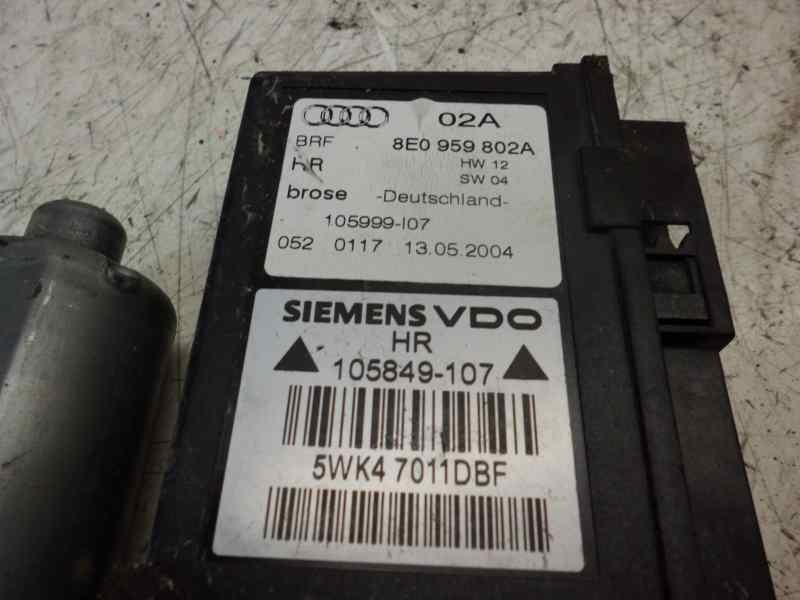 02A
BRF 8E0 959 802A
HR HW 12
SW 04
brose -Deutschland-
105999-I07
052 0117 13.05.2004
SIEMENS VDO
HR
105849-107
5WK4 7011DBF